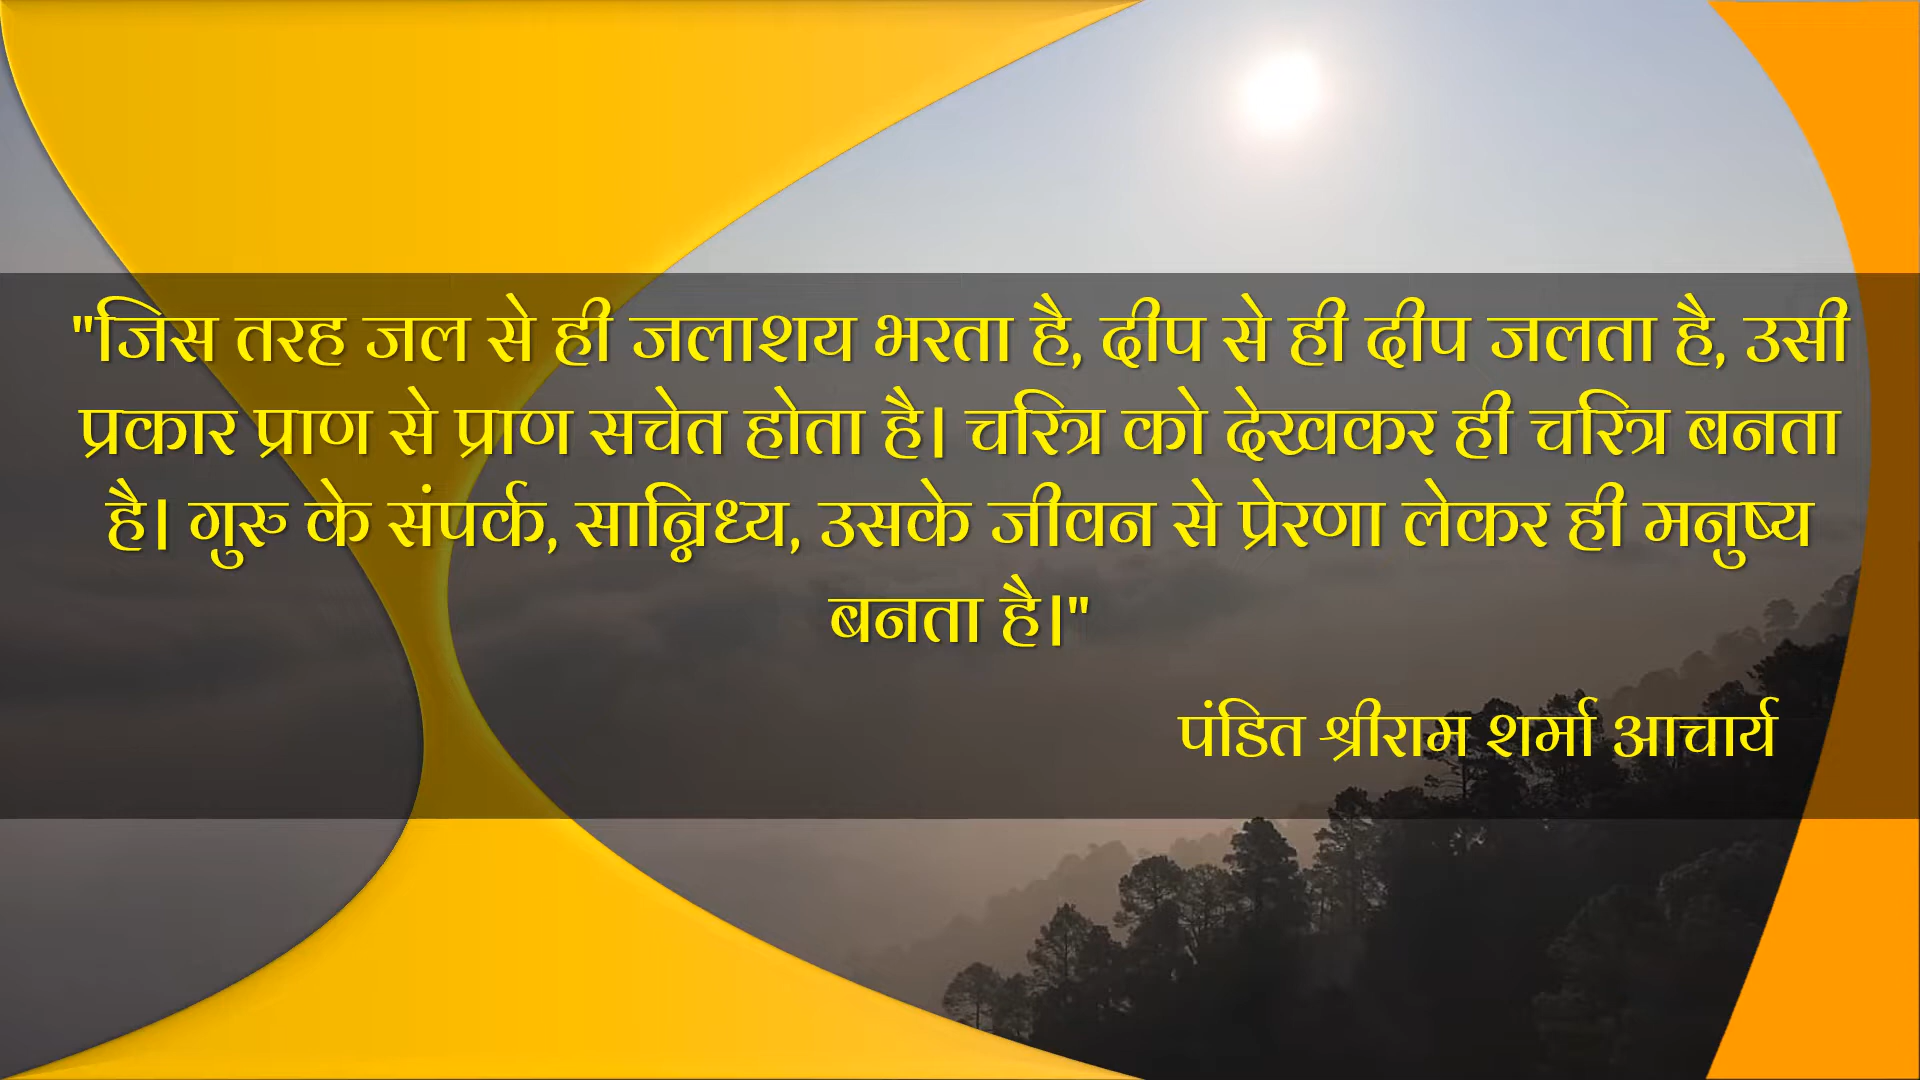 "जिस तरह जल से ही जलाशय भरता है, दीप से ही दीप जलता है, उसी
प्रकार प्राण से प्राण सचेत होता है। चरित्र को देखकर ही चरित्र बनता
है। गुरु के संपर्क, सान्निध्य, उसके जीवन से प्रेरणा लेकर ही मनुष्य
बनता है।"
पंडित श्रीराम शर्मा आचार्य